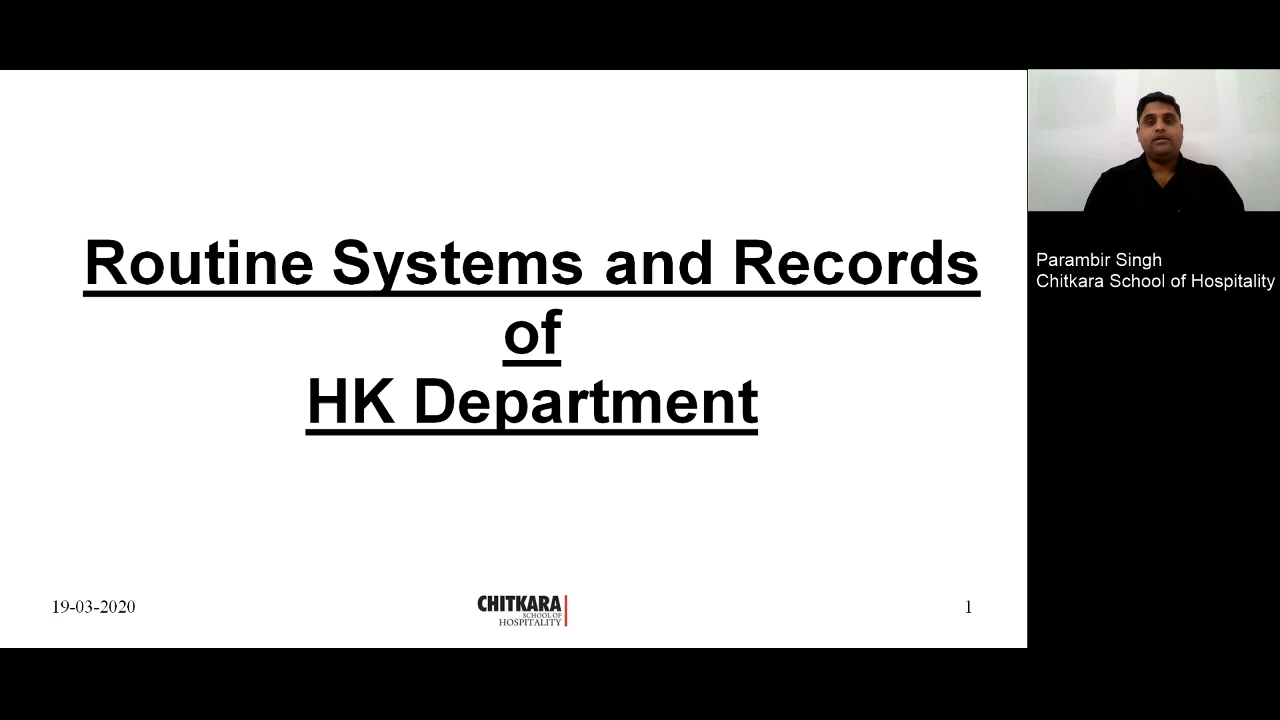 Routine Systems and Records
of
HK Department
19-03-2020
CHITKARA
SCHOOL OF
HOSPITALITY
1
Parambir Singh
Chitkara School of Hospitality